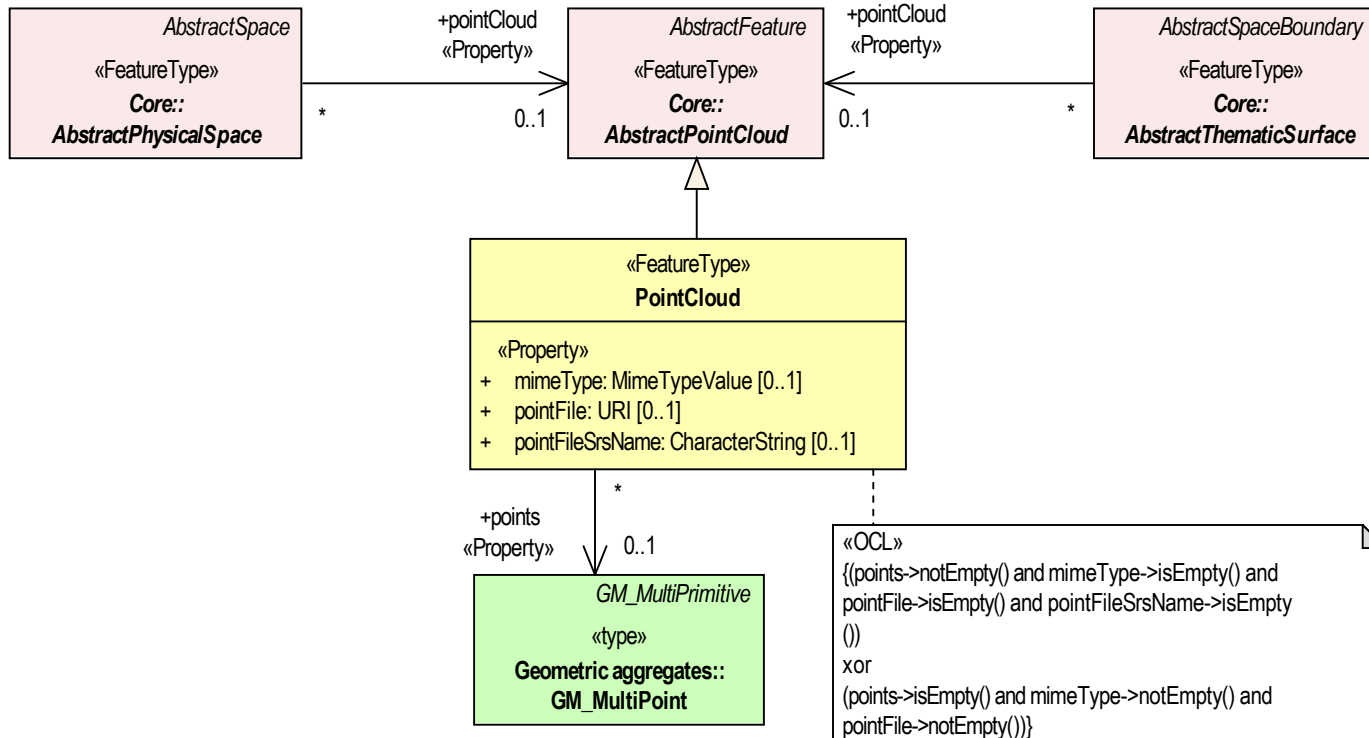 AbstractSpace
«FeatureType»
Core::
AbstractPhysicalSpace
+pointCloud
«Property»
*
0..1
AbstractFeature
«FeatureType»
Core::
AbstractPointCloud
+pointCloud
«Property»
0..1
*
AbstractSpaceBoundary
«FeatureType»
Core::
AbstractThematicSurface
«FeatureType»
PointCloud
«Property»
+ mimeType: MimeTypeValue [0..1]
+ pointFile: URI [0..1]
+ pointFileSrsName: CharacterString [0..1]
*
+points
«Property»
0..1
GM_MultiPrimitive
«type»
Geometric aggregates::
GM_MultiPoint
«OCL»
{(points->notEmpty() and mimeType->isEmpty() and
pointFile->isEmpty() and pointFileSrsName->isEmpty
())
xor
(points->isEmpty() and mimeType->notEmpty() and
pointFile->notEmpty())}